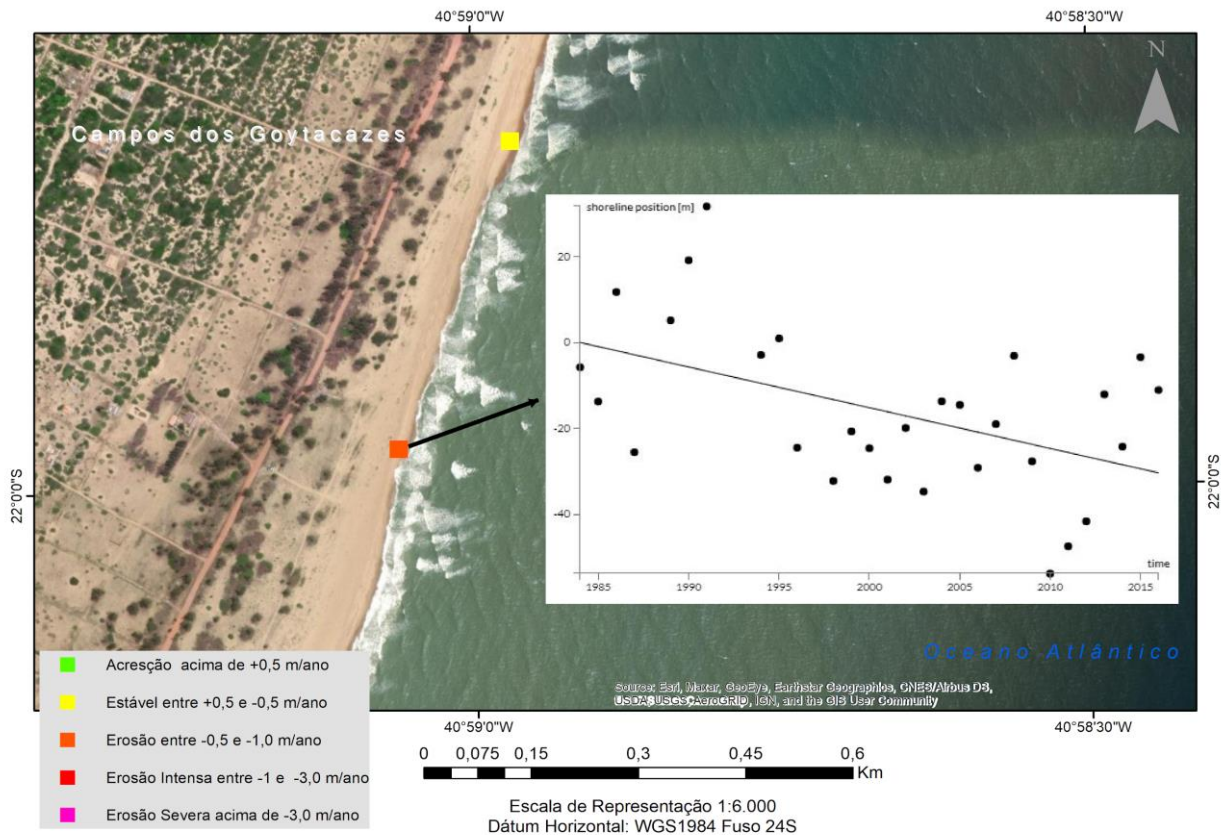 40°59'0"W
40°58'30"W
N
Campos dos Goytacazes
shoreline position [m]
20
0
-20
-40
time
1985
1990
1995
2000
2005
2010
2015
22°0'0"S
22°0'0"S
Oceano Atlântico
Source: Esri, Maxar, GeoEye, Earthstar Geographics, CNES/Airbus DS,
USDA, USGS, AeroGRID, IGN, and the GIS User Community
Acresção acima de +0,5 m/ano
Estável entre +0,5 e -0,5 m/ano
Erosão entre -0,5 e -1,0 m/ano
Erosão Intensa entre -1 e -3,0 m/ano
Erosão Severa acima de -3,0 m/ano
40°59'0"W
40°58'30"W
0 0,075 0,15 0,3 0,45 0,6
Km
Escala de Representação 1:6.000
Dátum Horizontal: WGS1984 Fuso 24S